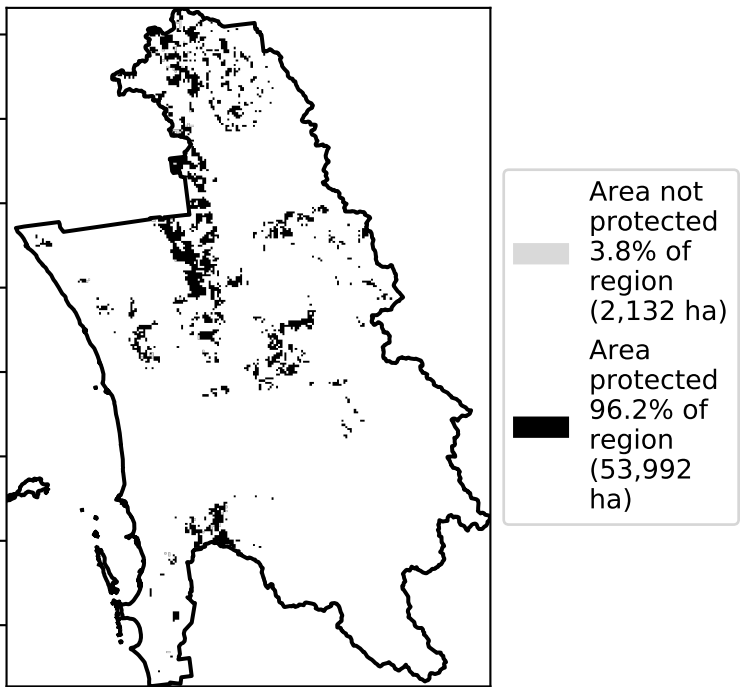 Area not
protected
3.8% of
region
(2,132 ha)
Area
protected
96.2% of
region
(53,992
ha)